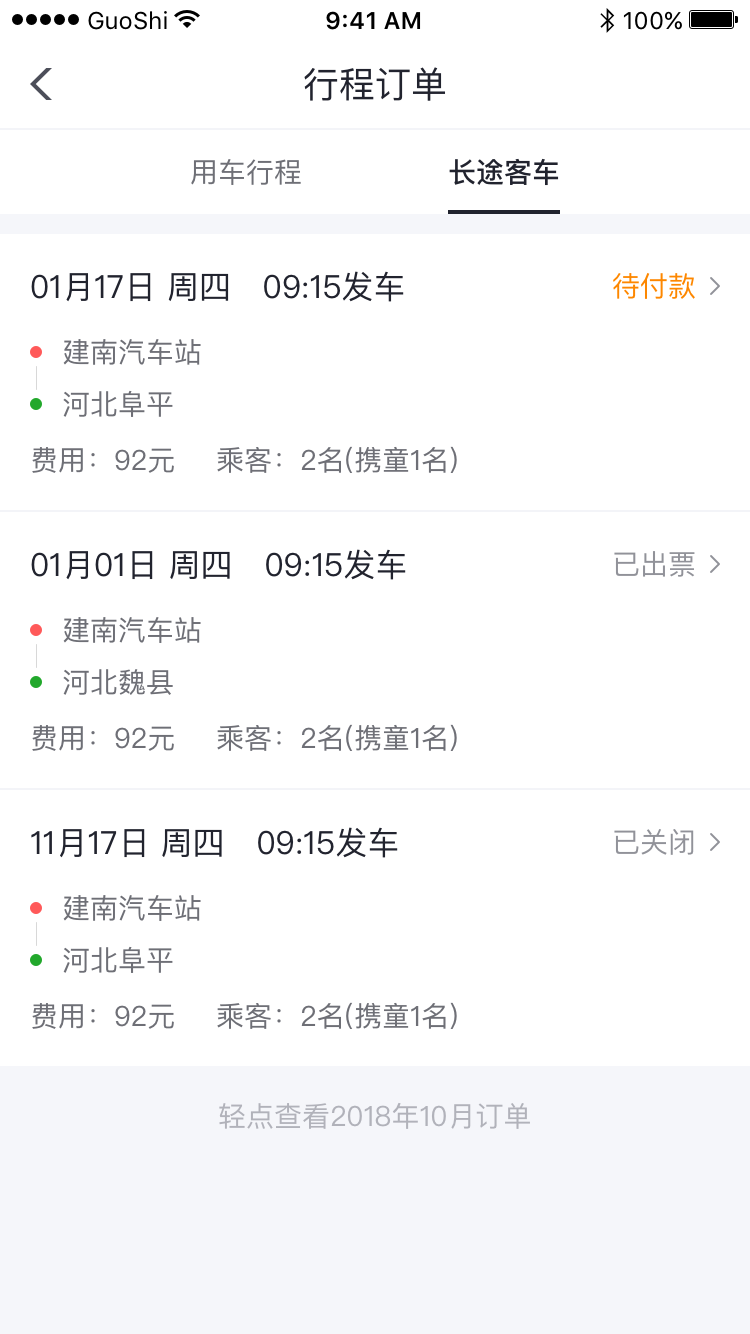 GuoShi 9:41 AM 100%
行程订单
用车行程 长途客车
01月17日 周四 09:15发车 待付款
建南汽车站
河北阜平
费用：92元 乘客：2名(携童1名)
01月01日 周四 09:15发车 已出票
建南汽车站
河北魏县
费用：92元 乘客：2名(携童1名)
11月17日 周四 09:15发车 已关闭
建南汽车站
河北阜平
费用：92元 乘客：2名(携童1名)
轻点查看2018年10月订单